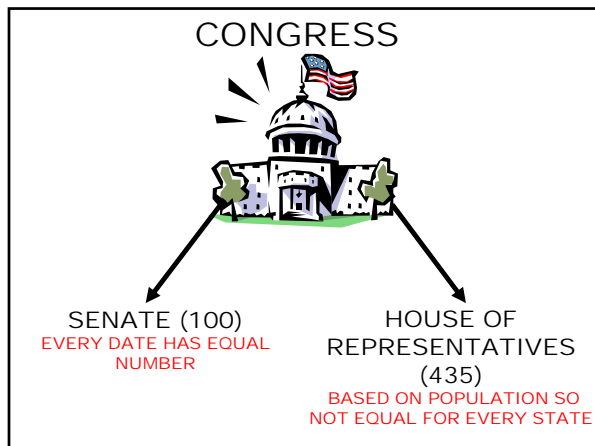 CONGRESS
SENATE (100)
EVERY DATE HAS EQUAL
NUMBER
HOUSE OF
REPRESENTATIVES
(435)
BASED ON POPULATION SO
NOT EQUAL FOR EVERY STATE